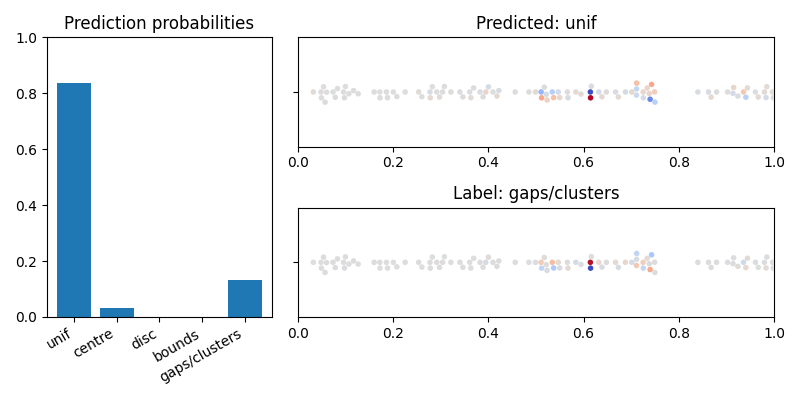 Prediction probabilities
1.0
0.8
0.6
0.4
0.2
0.0
unif
centre
disc
bounds
gaps/clusters
Predicted: unif
0.0 0.2 0.4 0.6 0.8 1.0
Label: gaps/clusters
0.0 0.2 0.4 0.6 0.8 1.0